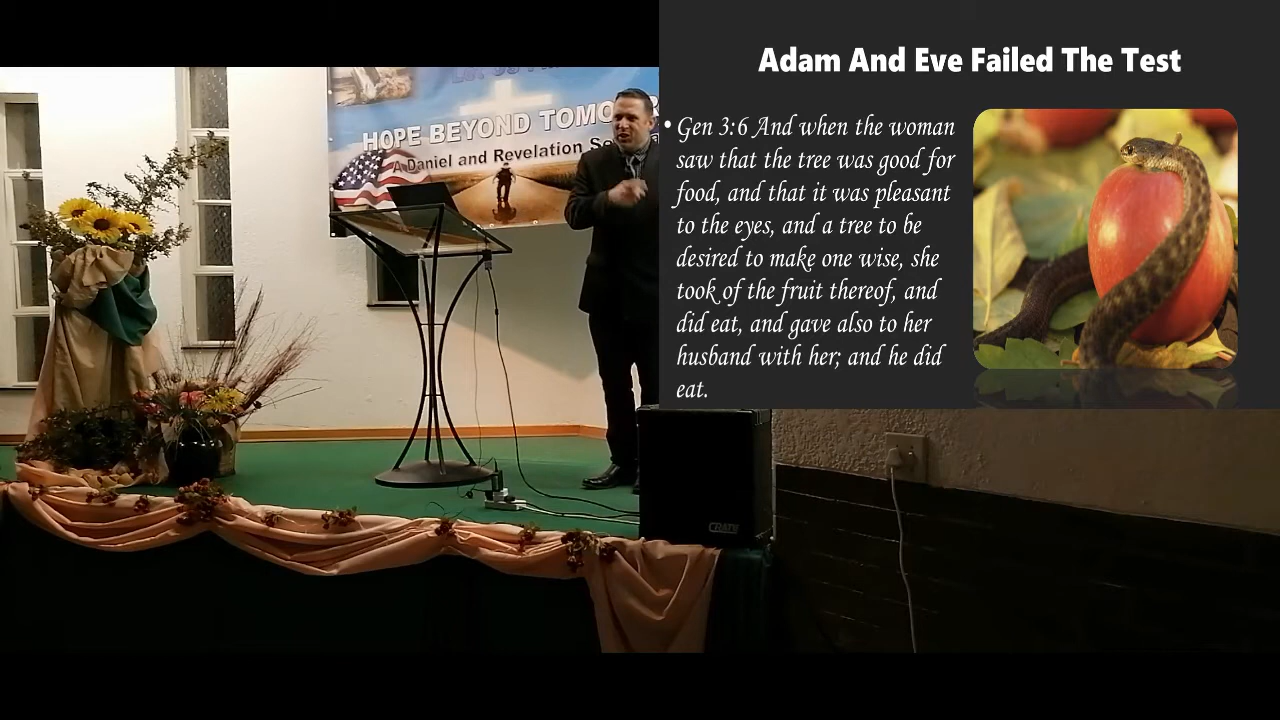 Adam And Eve Failed The Test
• Gen 3:6 And when the woman
saw that the tree was good for
food, and that it was pleasant
to the eyes, and a tree to be
desired to make one wise, she
took of the fruit thereof, and
did eat, and gave also to her
husband with her; and he did
eat.
HOPE BEYOND
A Daniel and Revelation
CRATE